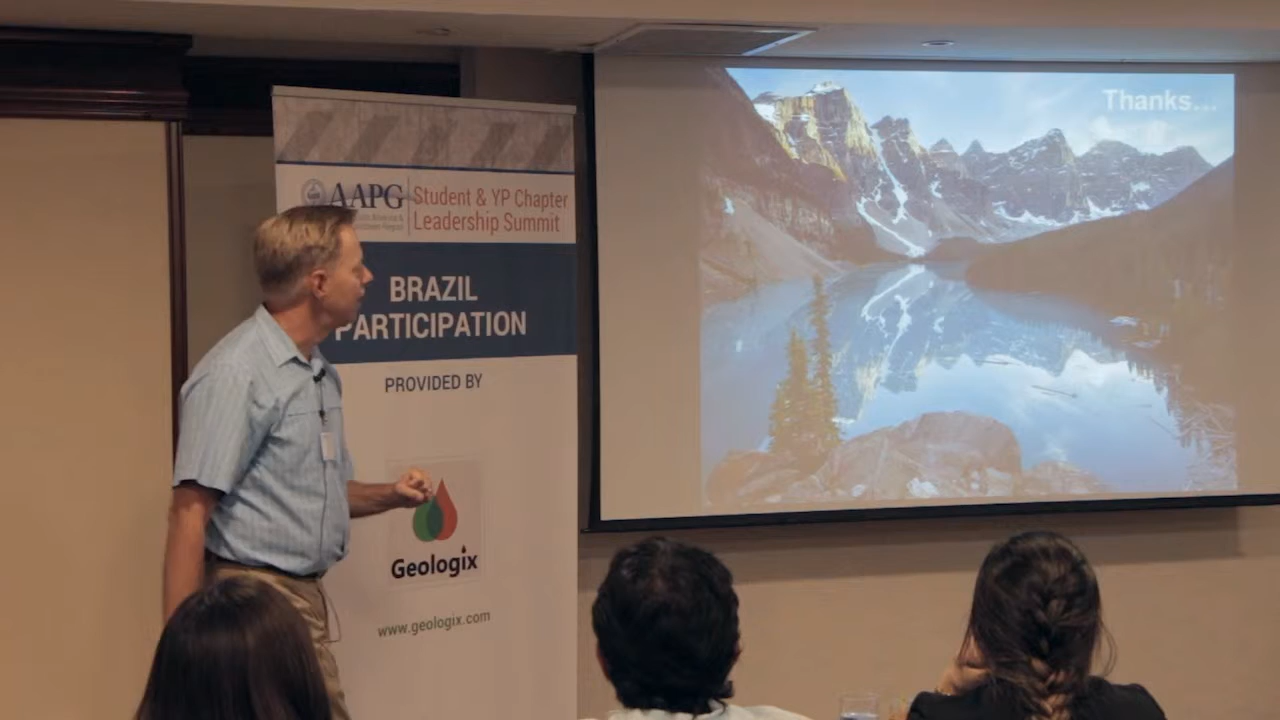 AAPG
Student & YP Chapter
Leadership Summit
BRAZIL
PARTICIPATION
PROVIDED BY
Geologix
www.geologix.com
Thanks...